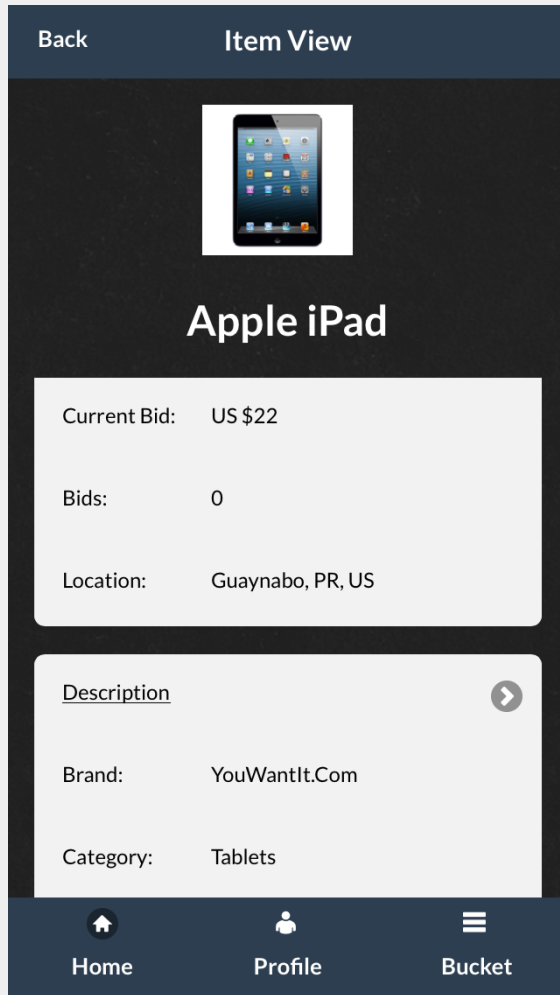 Back Item View
Apple iPad
Current Bid: US $22
Bids: 0
Location: Guaynabo, PR, US
Description
Brand: YouWantIt.Com
Category: Tablets
Home Profile Bucket